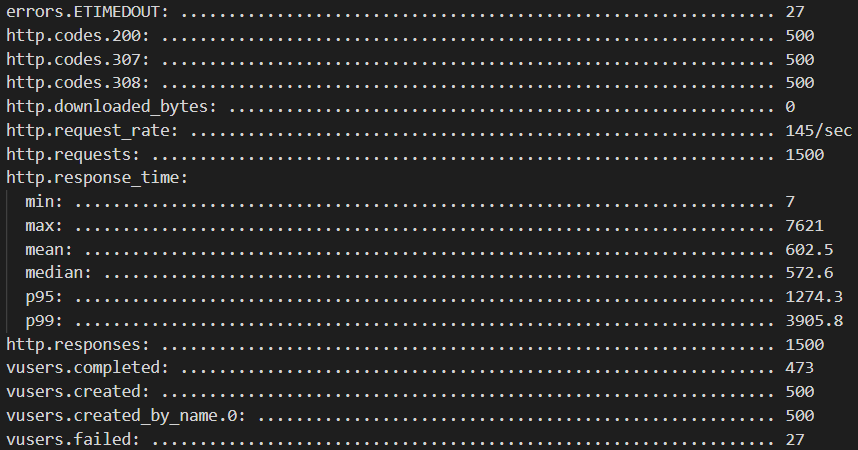 errors.ETIMEDOUT: .............................................................. 27
http.codes.200: ................................................................ 500
http.codes.307: ................................................................ 500
http.codes.308: ................................................................ 500
http.downloaded_bytes: ......................................................... 0
http.request_rate: ............................................................. 145/sec
http.requests: ................................................................. 1500
http.response_time:
  min: ......................................................................... 7
  max: ......................................................................... 7621
  mean: ........................................................................ 602.5
  median: ...................................................................... 572.6
  p95: ......................................................................... 1274.3
  p99: ......................................................................... 3905.8
http.responses: ................................................................ 1500
vusers.completed: .............................................................. 473
vusers.created: ................................................................ 500
vusers.created_by_name.0: ...................................................... 500
vusers.failed: ................................................................. 27